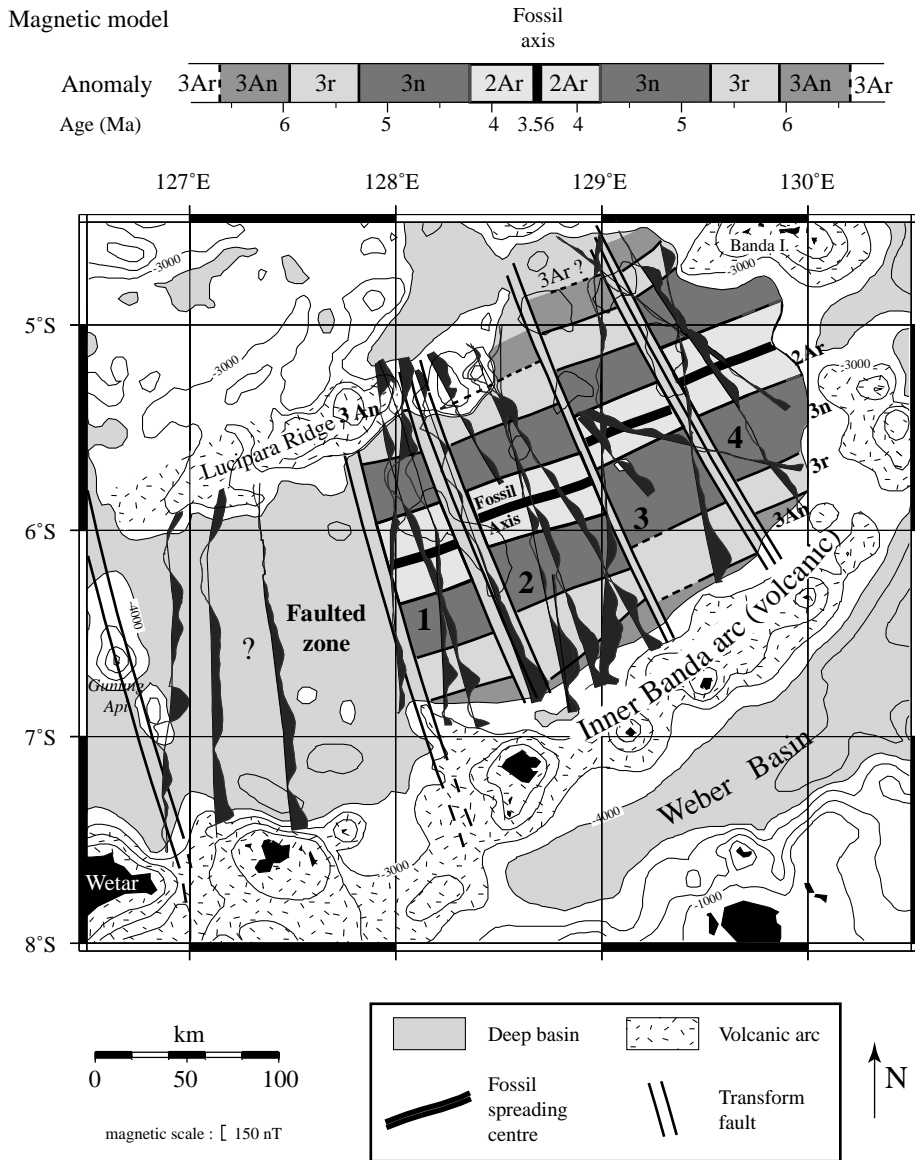 Magnetic model
Fossil
axis
Anomaly
3Ar 3An 3r 3n 2Ar 2Ar 3n 3r 3An 3Ar
Age (Ma)
6 5 4 3.56 4 5 6
127˚E 128˚E 129˚E 130˚E
Banda I.
-3000
-3000
3Ar ?
5˚S
-3000
2Ar
-3000
3n
3 An
Lucipara Ridge
4
3r
Fossil
Axis
3
3An
6˚S
-4000
2
1
Faulted
zone
?
Gunung
Api
Inner Banda arc (volcanic)
7˚S
Weber Basin
-4000
-3000
Wetar
-1000
8˚S
km
0 50 100
magnetic scale : [ 150 nT
Deep basin
Volcanic arc
Fossil
spreading
centre
Transform
fault
N